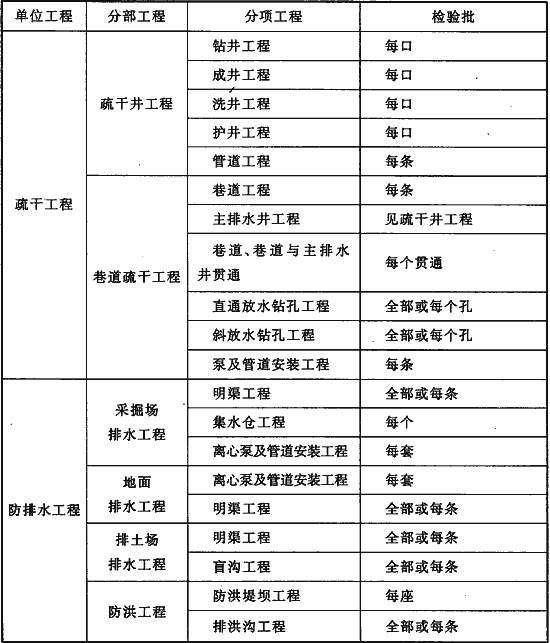 单位工程 分部工程 分项工程 检验批
疏干工程
疏干井工程
钻井工程 每口
成井工程 每口
洗井工程 每口
护井工程 每口
管道工程 每条
巷道疏干工程
巷道工程 每条
主排水井工程 见疏干井工程
巷道、巷道与主排水
井贯通
每个贯通
直通放水钻孔工程 全部或每个孔
斜放水钻孔工程 全部或每个孔
泵及管道安装工程 每条
防排水工程
采掘场
排水工程
明渠工程 全部或每条
集水仓工程 每个
离心泵及管道安装工程 每套
地面
排水工程
离心泵及管道安装工程 每套
明渠工程 全部或每条
排土场
排水工程
明渠工程 全部或每条
盲沟工程 全部或每条
防洪工程
防洪堤坝工程 每座
排洪沟工程 全部或每条